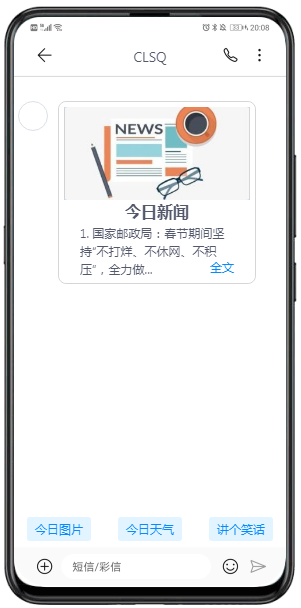 20:08
CLSQ
NEWS
今日新闻
1. 国家邮政局：春节期间坚
持“不打烊、不休网、不积
压”，全力做...
全文
今日图片
今日天气
讲个笑话
短信/彩信